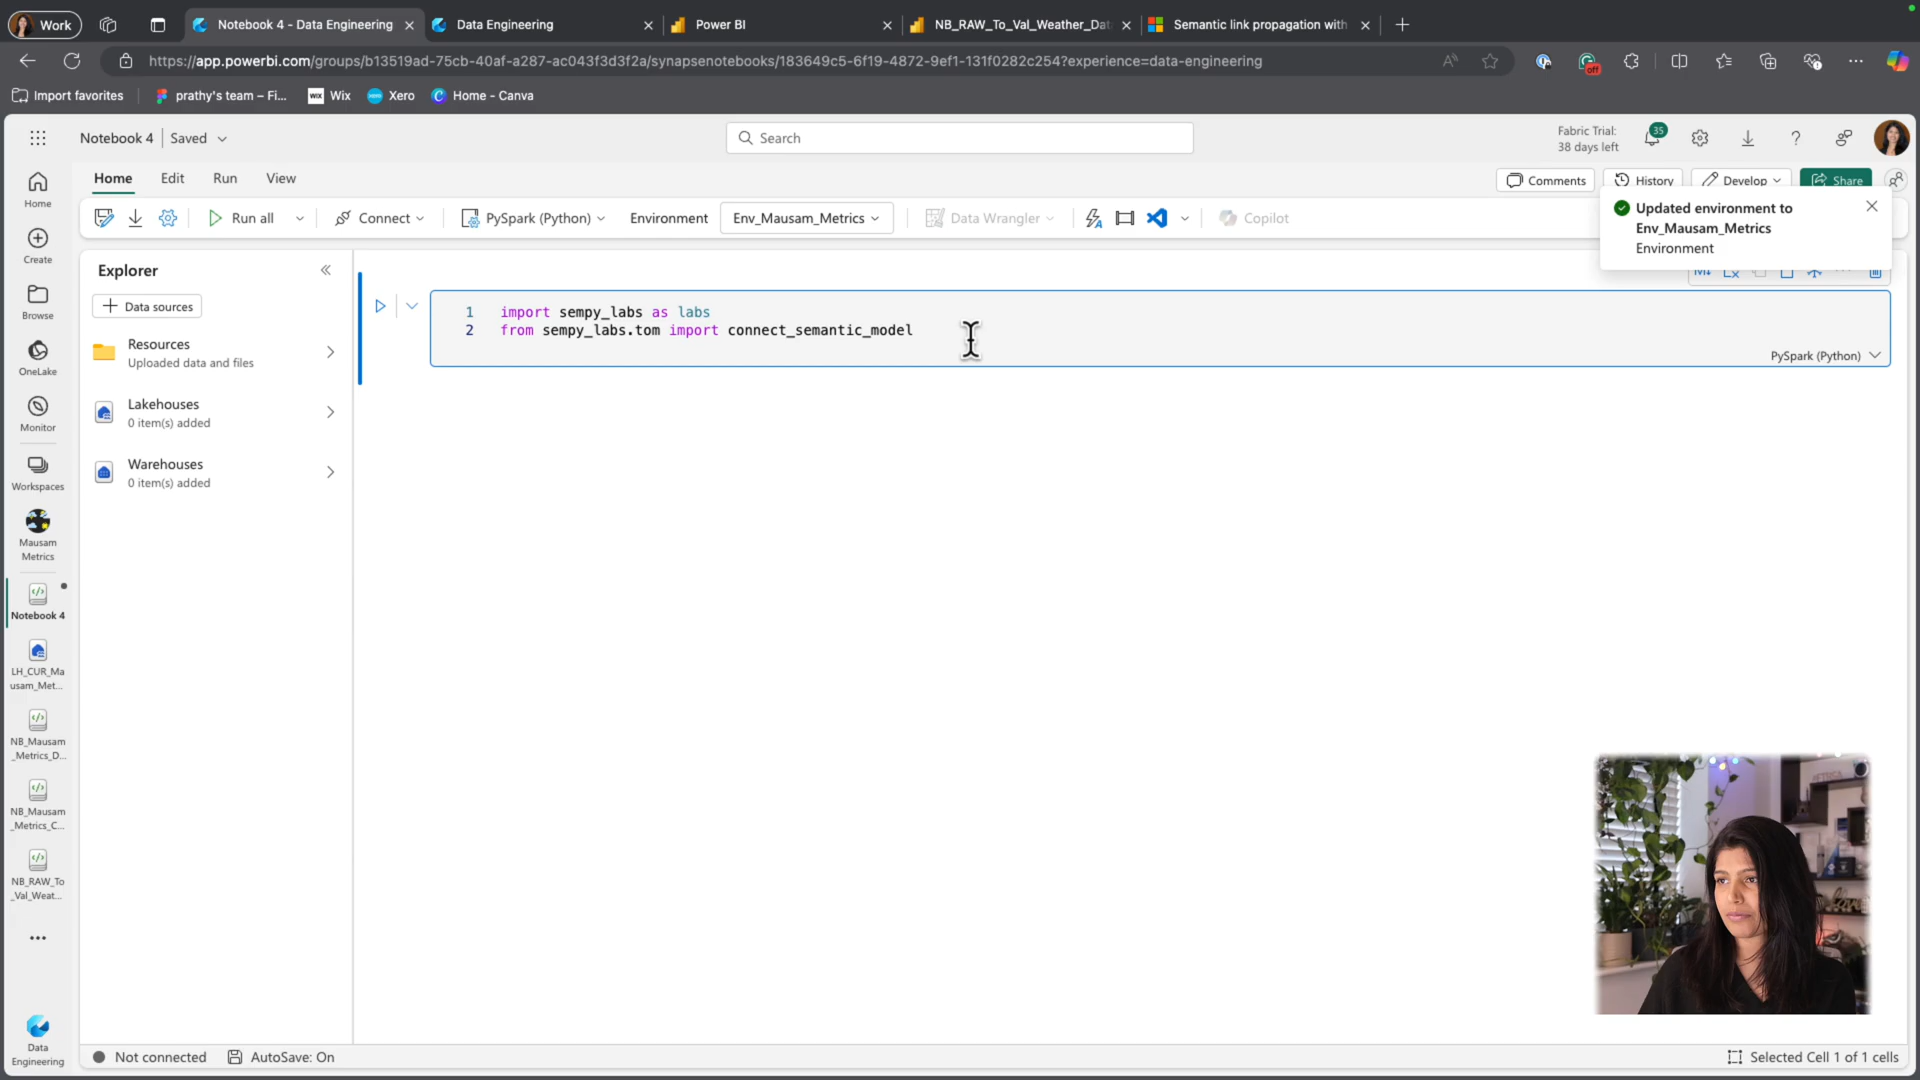 Work
Notebook 4 - Data Engineering
Data Engineering
Power BI
NB_RAW_To_Val_Weather_Dat
Semantic link propagation with
https://app.powerbi.com/groups/b13519ad-75cb-40af-a287-ac043f3d3f2a/synapsenotebooks/183649c5-6f19-4872-9ef1-131f0282c254?experience=data-engineering
off
Import favorites
prathy's team – Fi...
WIX Wix
Xero
Home - Canva
Notebook 4
Saved
Search
Fabric Trial:
38 days left
35
Home
Edit
Run
View
Comments
History
Develop
Share
Run all
Connect
PySpark (Python)
Environment
Env_Mausam_Metrics
Data Wrangler
Copilot
Updated environment to
Env_Mausam_Metrics
Environment
Home
Create
Browse
OneLake
Monitor
Workspaces
Mausam
Metrics
Notebook 4
LH_CUR_Ma
usam_Met...
NB_Mausam
_Metrics_D...
NB_Mausam
_Metrics_C...
NB_RAW_To
_Val_Weat...
Data
Engineering
Explorer
Data sources
Resources
Uploaded data and files
Lakehouses
0 item(s) added
Warehouses
0 item(s) added
1 import sempy_labs as labs
2 from sempy_labs.tom import connect_semantic_model
PySpark (Python)
Not connected
AutoSave: On
Selected Cell 1 of 1 cells